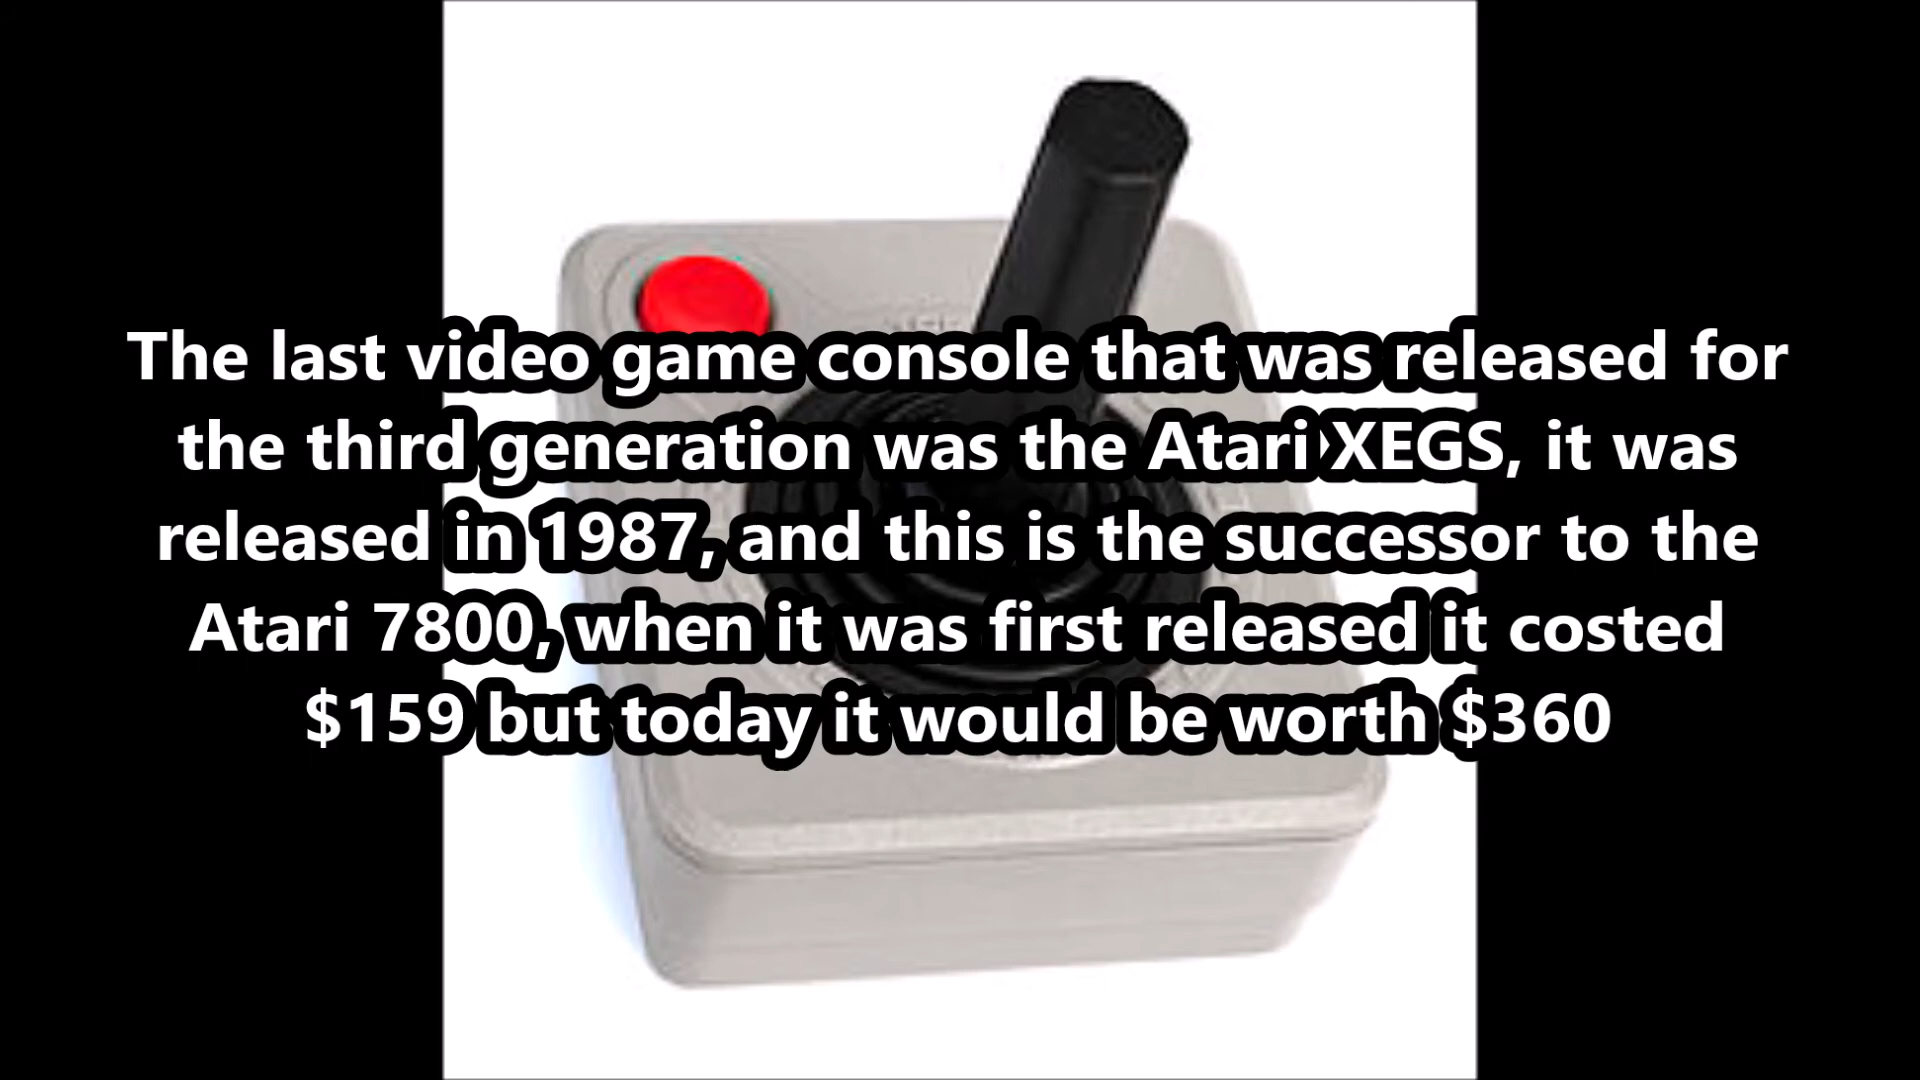 The last video game console that was released for
the third generation was the Atari XEGS, it was
released in 1987, and this is the successor to the
Atari 7800, when it was first released it costed
$159 but today it would be worth $360